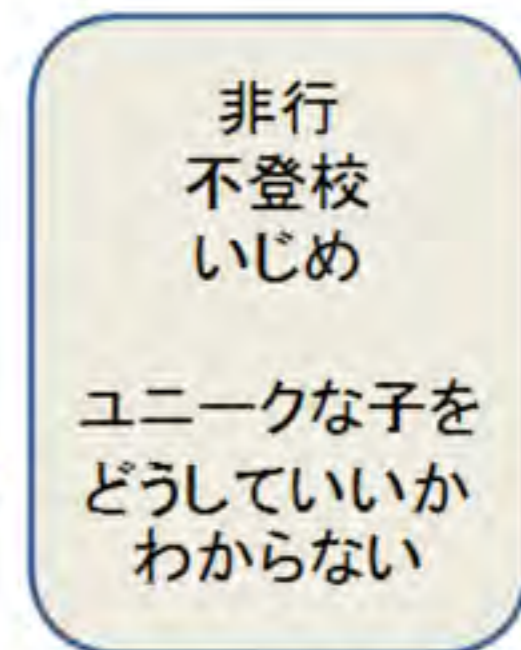 非行
不登校
いじめ
ユニークな子を
どうしていいか
わからない